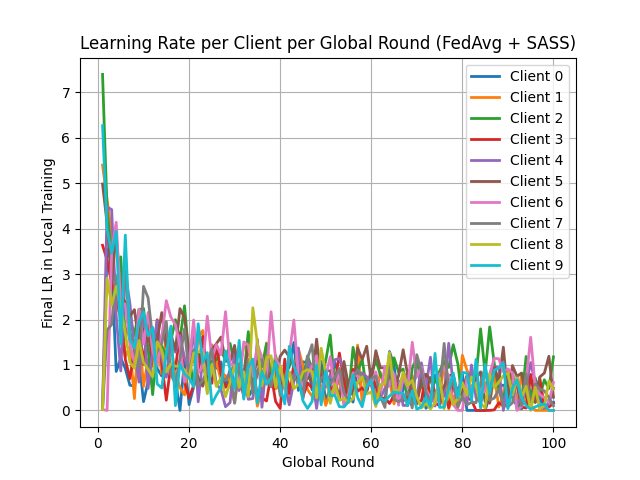 Learning Rate per Client per Global Round (FedAvg + SASS)
Final LR in Local Training
7
6
5
4
3
2
1
0
0
20
40
60
80
100
Global Round
Client 0
Client 1
Client 2
Client 3
Client 4
Client 5
Client 6
Client 7
Client 8
Client 9